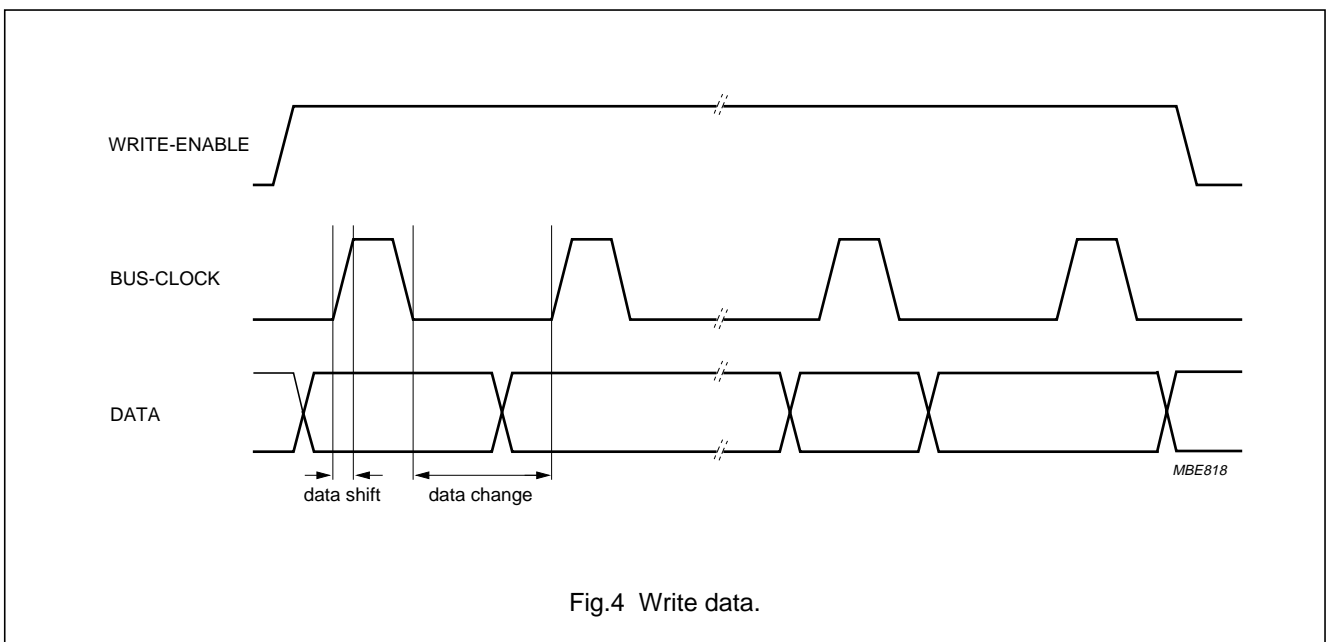 WRITE-ENABLE
BUS-CLOCK
DATA
MBE818
data shift
data change
Fig.4 Write data.